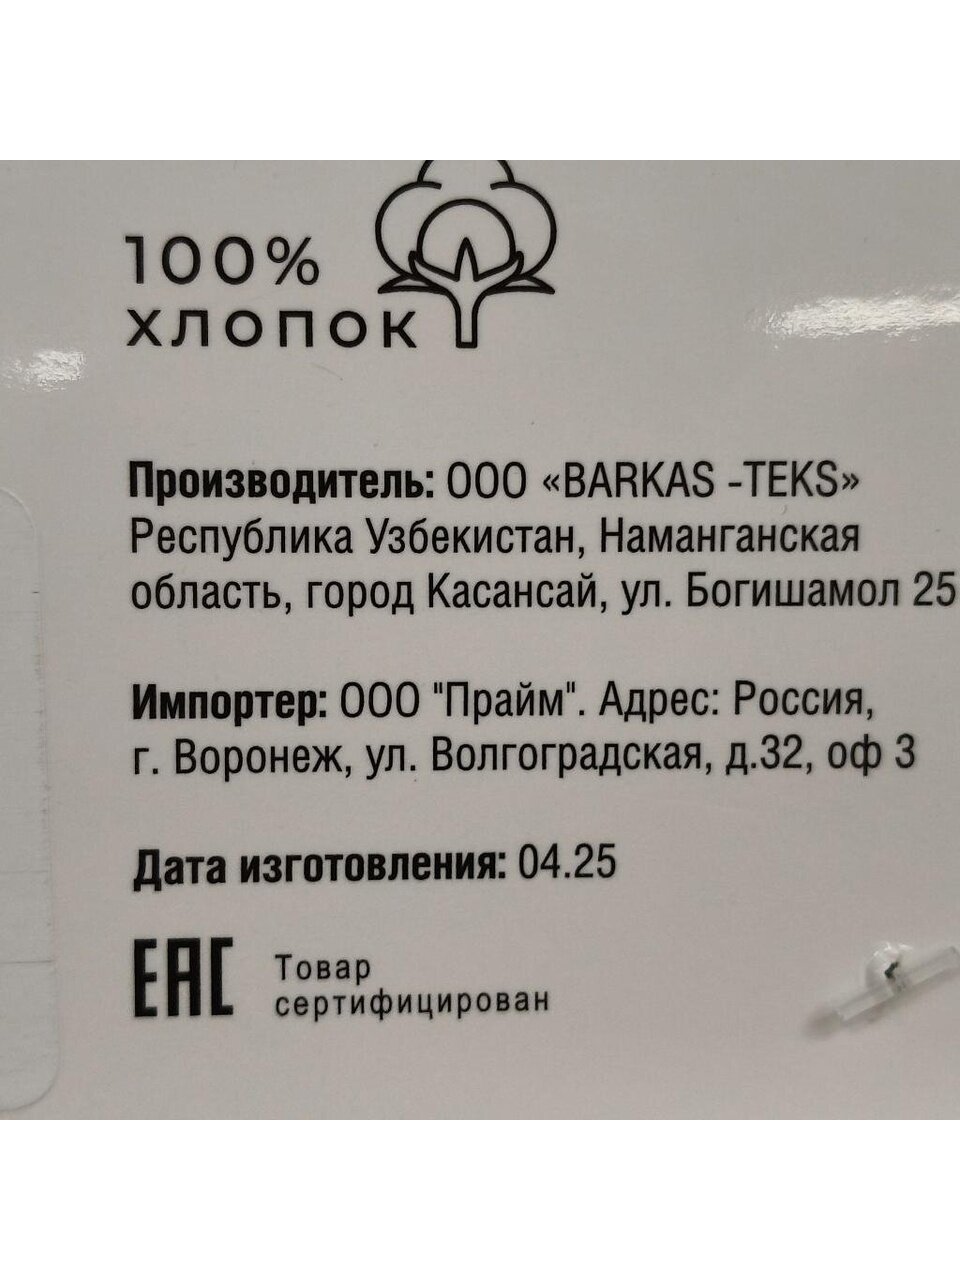 100%
ХЛОПОК
Производитель: ООО «BARKAS -TEKS»
Республика Узбекистан, Наманганская
область, город Касансай, ул. Богишамол 25
Импортер: ООО "Прайм". Адрес: Россия,
г. Воронеж, ул. Волгоградская, д.32, оф 3
Дата изготовления: 04.25
ЕАС Товар
сертифицирован